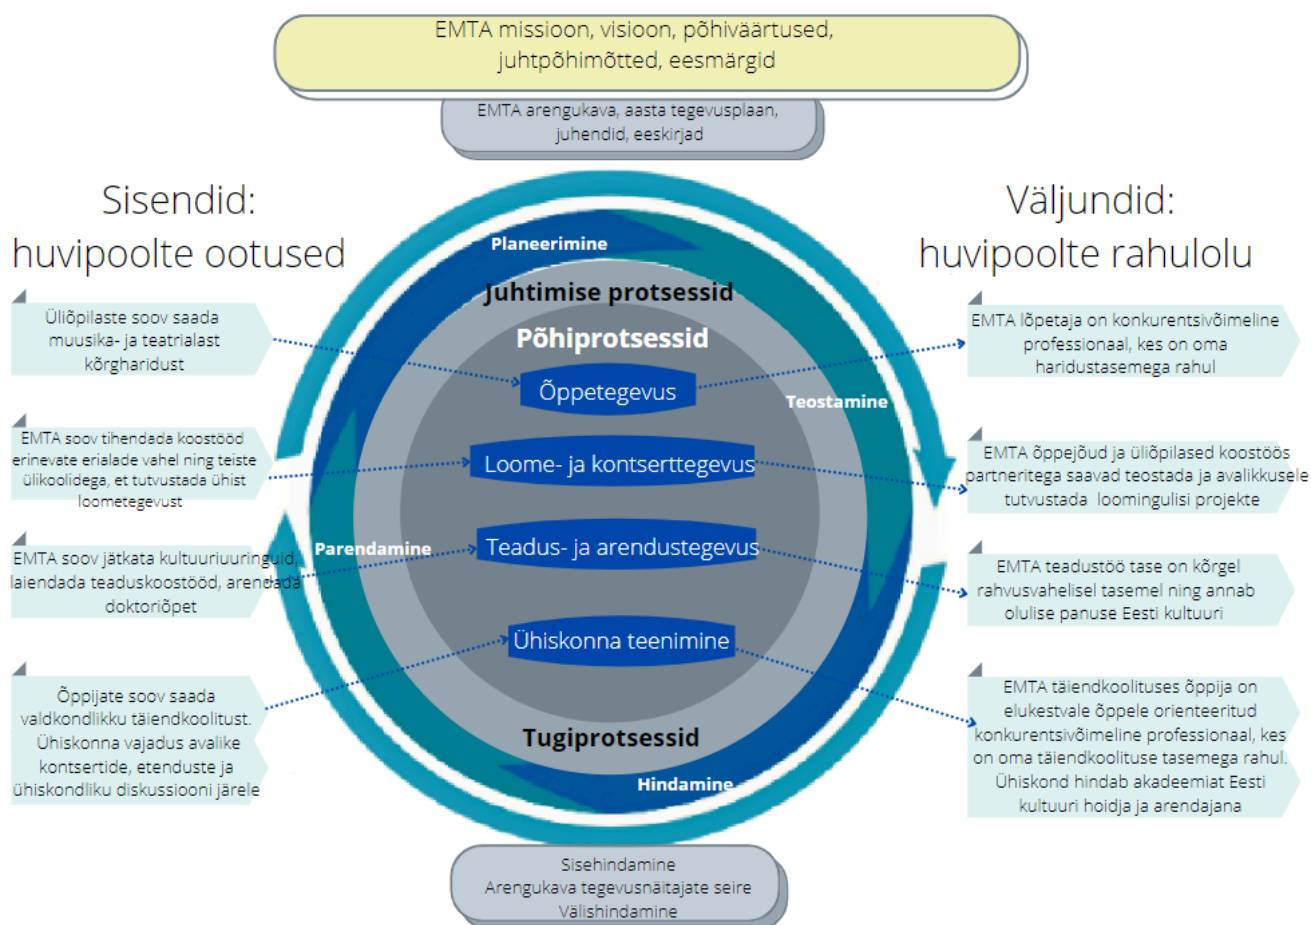 EMTA missioon, visioon, põhiväärtused,
juhtpõhimõtted, eesmärgid
EMTA arengukava, aasta tegevusplaan,
juhendid, eeskirjad
Sisendid:
huvipoolte ootused
Üliõpilaste soov saada
muusika- ja teatrialast
kõrgharidust
EMTA soov tihendada koostööd
erinevate erialade vahel ning teiste
ülikoolidega, et tutvustada ühist
loometegevust
EMTA soov jätkata kultuuriuuringuid,
laiendada teaduskoostööd, arendada
doktoriõpet
Õppijate soov saada
valdkondlikku täiendkoolitust.
Ühiskonna vajadus avalike
kontsertide, etenduste ja
ühiskondliku diskussiooni järele
Planeerimine
Juhtimise protsessid
Põhiprotsessid
Õppetegevus
Teostamine
Loome- ja kontserttegevus
Parendamine
Teadus- ja arendustegevus
Ühiskonna teenimine
Tugiprotsessid
Hindamine
Väljundid:
huvipoolte rahulolu
EMTA lõpetaja on konkurentsivõimeline
professionaal, kes on oma
haridustasemega rahul
EMTA õppejõud ja üliõpilased koostöös
partneritega saavad teostada ja avalikkusele
tutvustada loomingulisi projekte
EMTA teadustöö tase on kõrgel
rahvusvahelisel tasemel ning annab
olulise panuse Eesti kultuuri
EMTA täiendkoolituses õppija on
elukestvale õppele orienteeritud
konkurentsivõimeline professionaal, kes
on oma täiendkoolituse tasemega rahul.
Ühiskond hindab akadeemiat Eesti
kultuuri hoidja ja arendajana
Sisehindamine
Arengukava tegevusnäitajate seire
Välishindamine